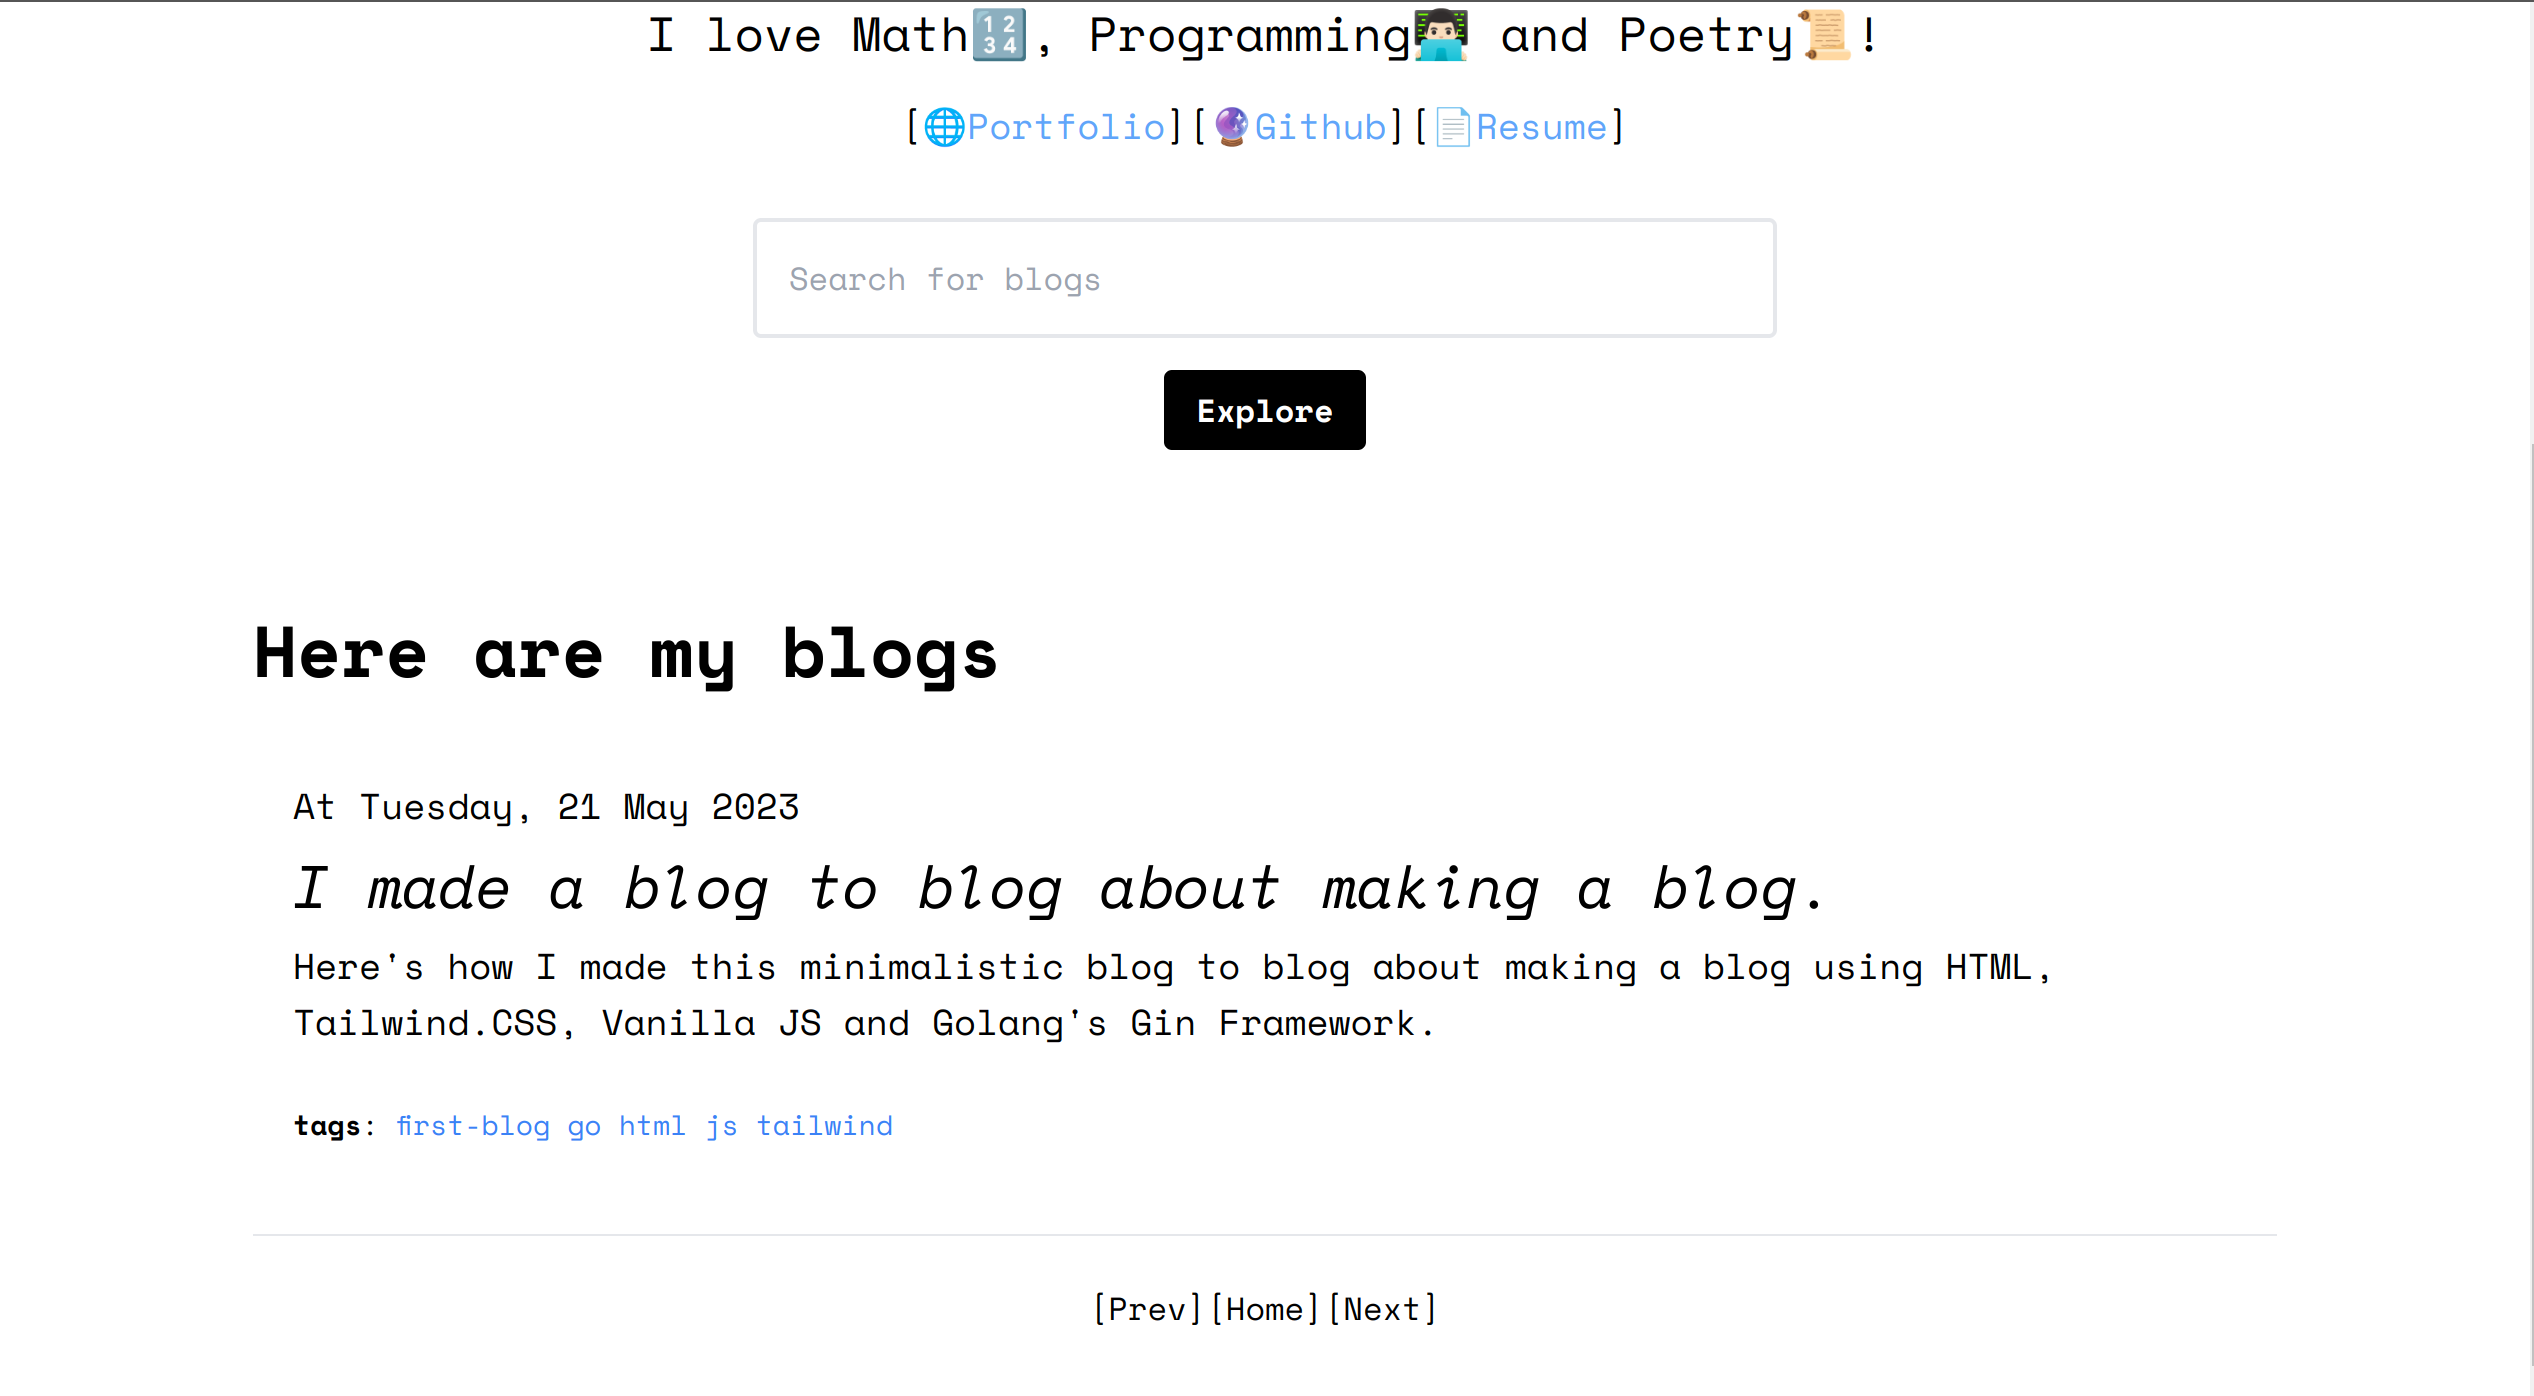 I love Math🔢, Programming👨🏻‍💻 and Poetry📜!
[🌐Portfolio][🔮Github][📄Resume]
Search for blogs
Explore
Here are my blogs
At Tuesday, 21 May 2023
I made a blog to blog about making a blog.
Here's how I made this minimalistic blog to blog about making a blog using HTML,
Tailwind.CSS, Vanilla JS and Golang's Gin Framework.
tags: first-blog go html js tailwind
[Prev][Home][Next]